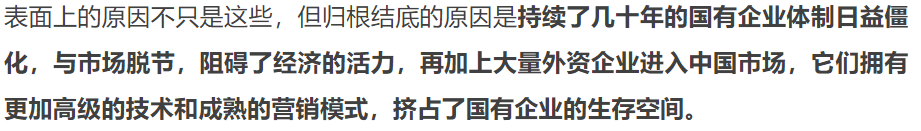 表面上的原因不只是这些，但归根结底的原因是持续了几十年的国有企业体制日益僵
化，与市场脱节，阻碍了经济的活力，再加上大量外资企业进入中国市场，它们拥有
更加高级的技术和成熟的营销模式，挤占了国有企业的生存空间。